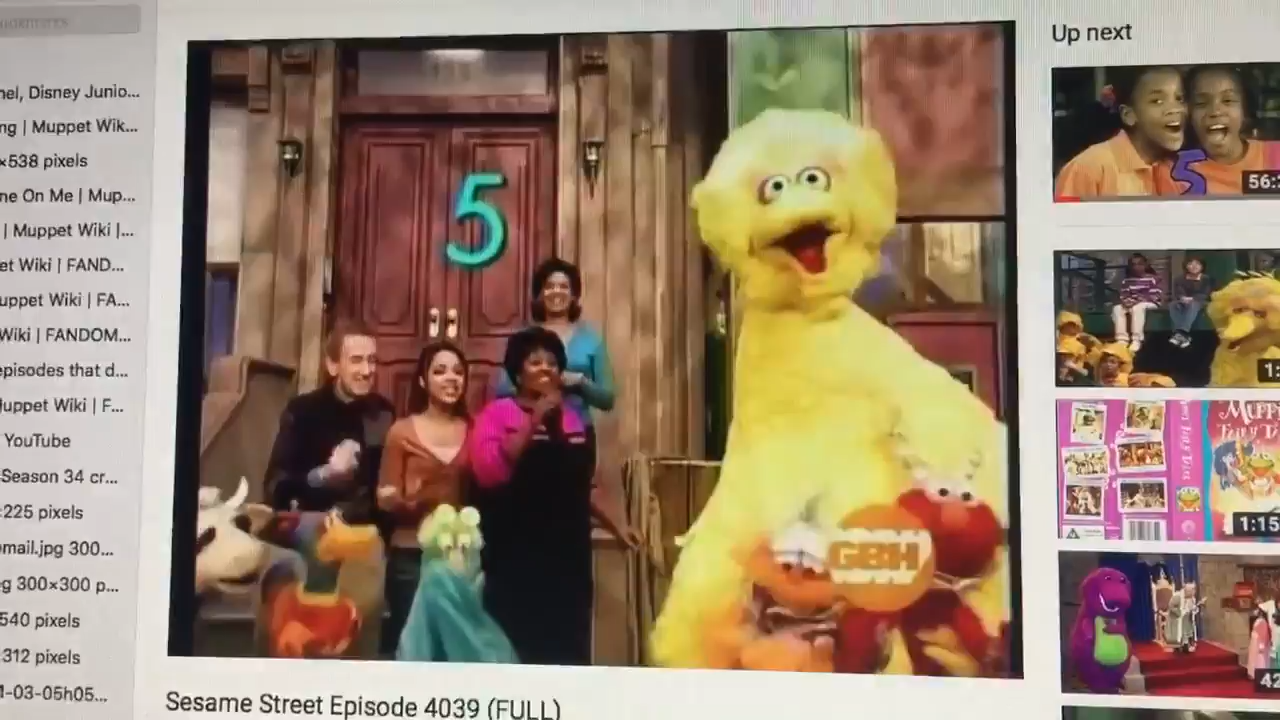 Up next
nel, Disney Junio...
ng | Muppet Wik...
×538 pixels
ne On Me | Mup...
| Muppet Wiki |...
et Wiki | FAND...
uppet Wiki | FA...
Wiki | FANDOM...
episodes that d...
Muppet Wiki | F...
YouTube
Season 34 cr...
225 pixels
email.jpg 300...
g 300×300 p...
540 pixels
312 pixels
1-03-05h05...
5
GBH
Sesame Street Episode 4039 (FULL)
5
56:
1:
1:15
42